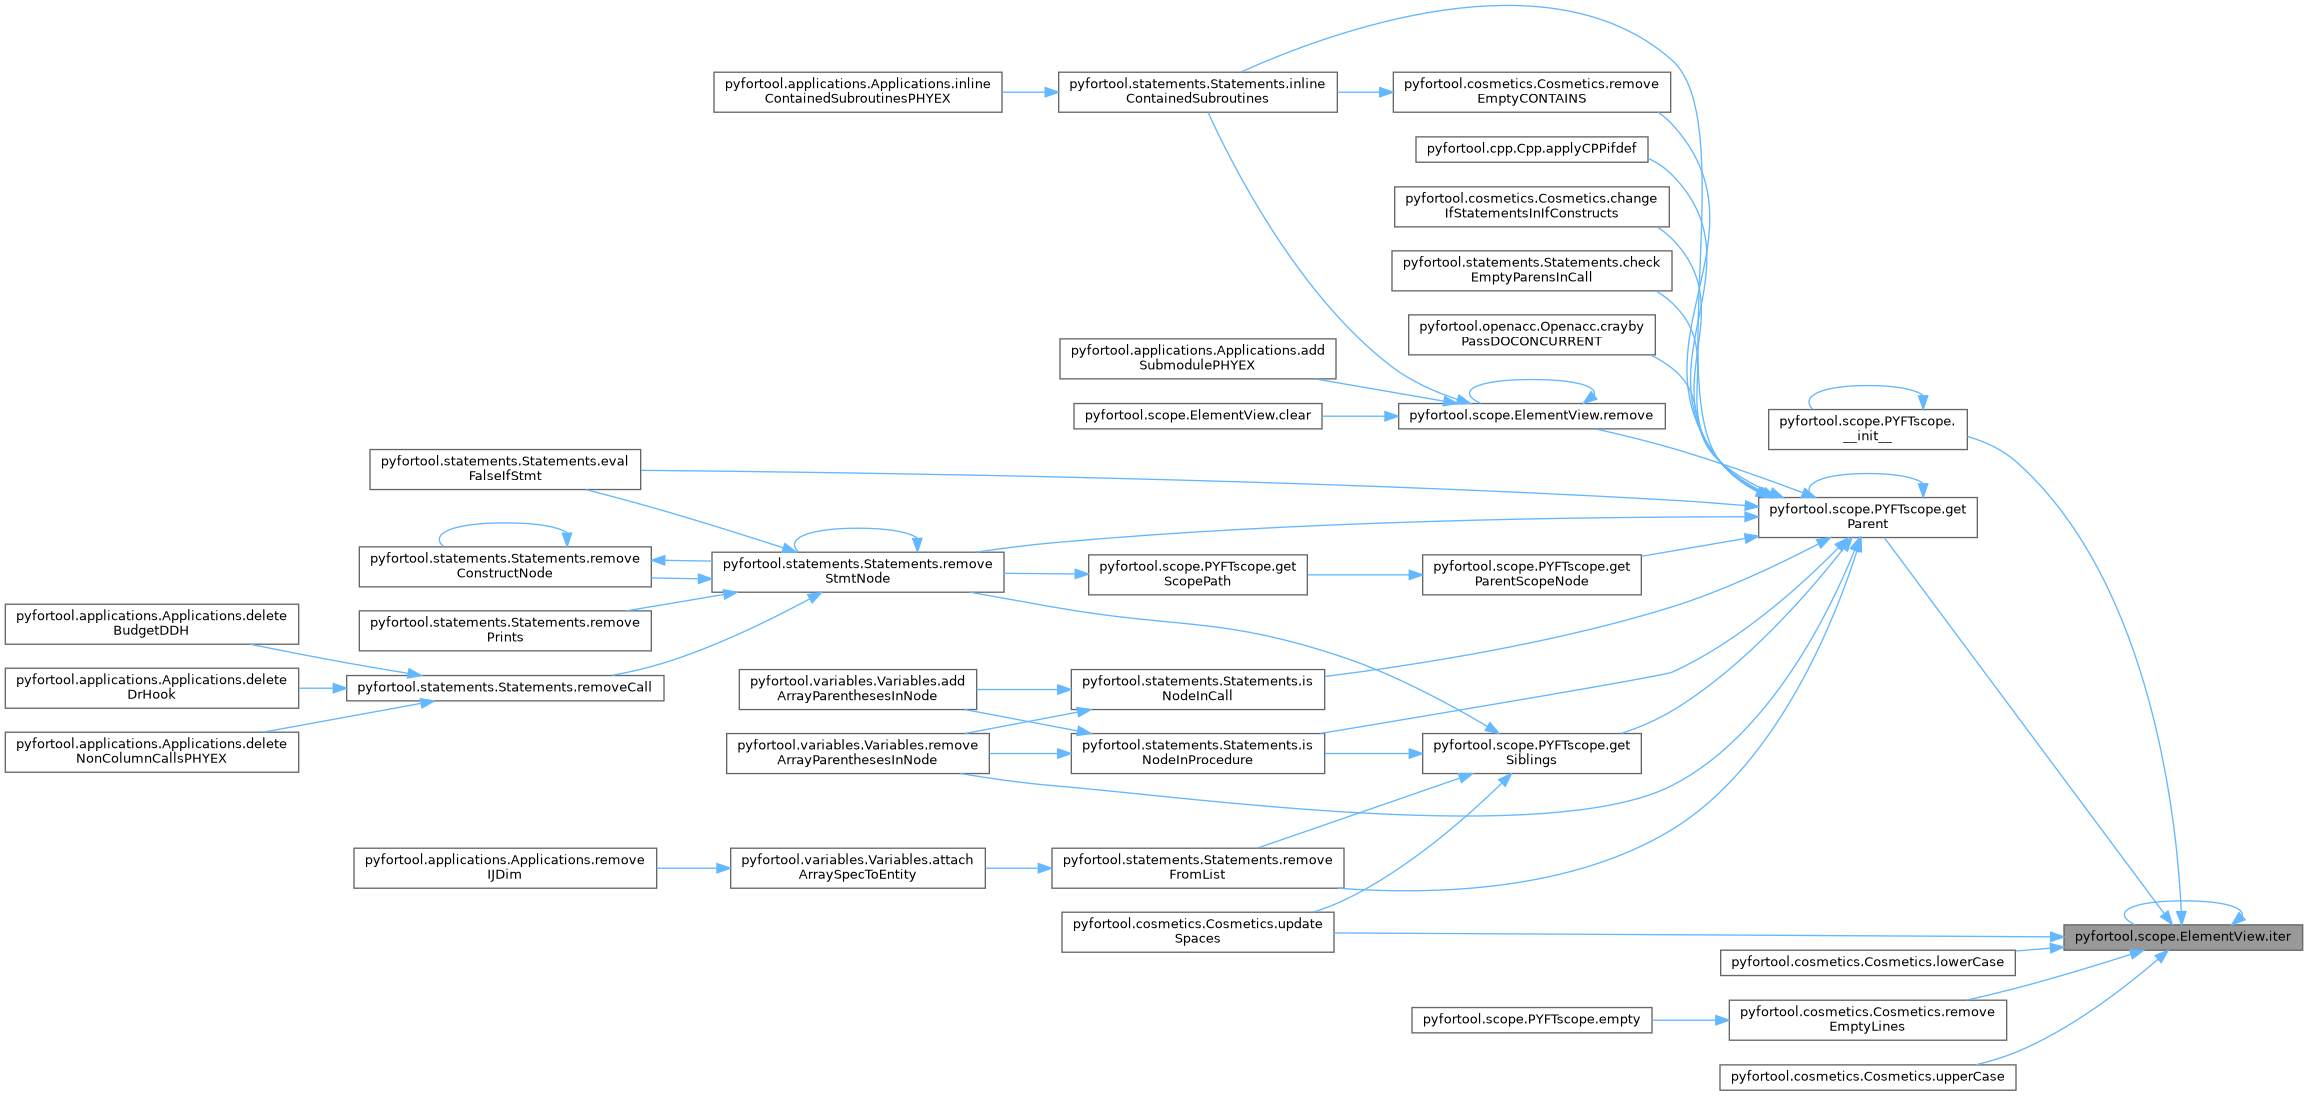 pyfortool.applications.Applications.inline
ContainedSubroutinesPHYEX
pyfortool.statements.Statements.inline
ContainedSubroutines
pyfortool.cosmetics.Cosmetics.remove
EmptyCONTAINS
pyfortool.cpp.Cpp.applyCPPifdef
pyfortool.cosmetics.Cosmetics.change
IfStatementsInIfConstructs
pyfortool.statements.Statements.check
EmptyParensInCall
pyfortool.openacc.Openacc.crayby
PassDOCONCURRENT
pyfortool.applications.Applications.add
SubmodulePHYEX
pyfortool.scope.ElementView.clear
pyfortool.scope.ElementView.remove
pyfortool.scope.PYFTscope.
__init__
pyfortool.statements.Statements.eval
FalseIfStmt
pyfortool.scope.PYFTscope.get
Parent
pyfortool.statements.Statements.remove
ConstructNode
pyfortool.statements.Statements.remove
StmtNode
pyfortool.scope.PYFTscope.get
ScopePath
pyfortool.scope.PYFTscope.get
ParentScopeNode
pyfortool.applications.Applications.delete
BudgetDDH
pyfortool.statements.Statements.remove
Prints
pyfortool.applications.Applications.delete
DrHook
pyfortool.statements.Statements.removeCall
pyfortool.variables.Variables.add
ArrayParenthesesInNode
pyfortool.statements.Statements.is
NodeInCall
pyfortool.applications.Applications.delete
NonColumnCallsPHYEX
pyfortool.variables.Variables.remove
ArrayParenthesesInNode
pyfortool.statements.Statements.is
NodeInProcedure
pyfortool.scope.PYFTscope.get
Siblings
pyfortool.applications.Applications.remove
IJDim
pyfortool.variables.Variables.attach
ArraySpecToEntity
pyfortool.statements.Statements.remove
FromList
pyfortool.cosmetics.Cosmetics.update
Spaces
pyfortool.scope.ElementView.iter
pyfortool.cosmetics.Cosmetics.lowerCase
pyfortool.scope.PYFTscope.empty
pyfortool.cosmetics.Cosmetics.remove
EmptyLines
pyfortool.cosmetics.Cosmetics.upperCase